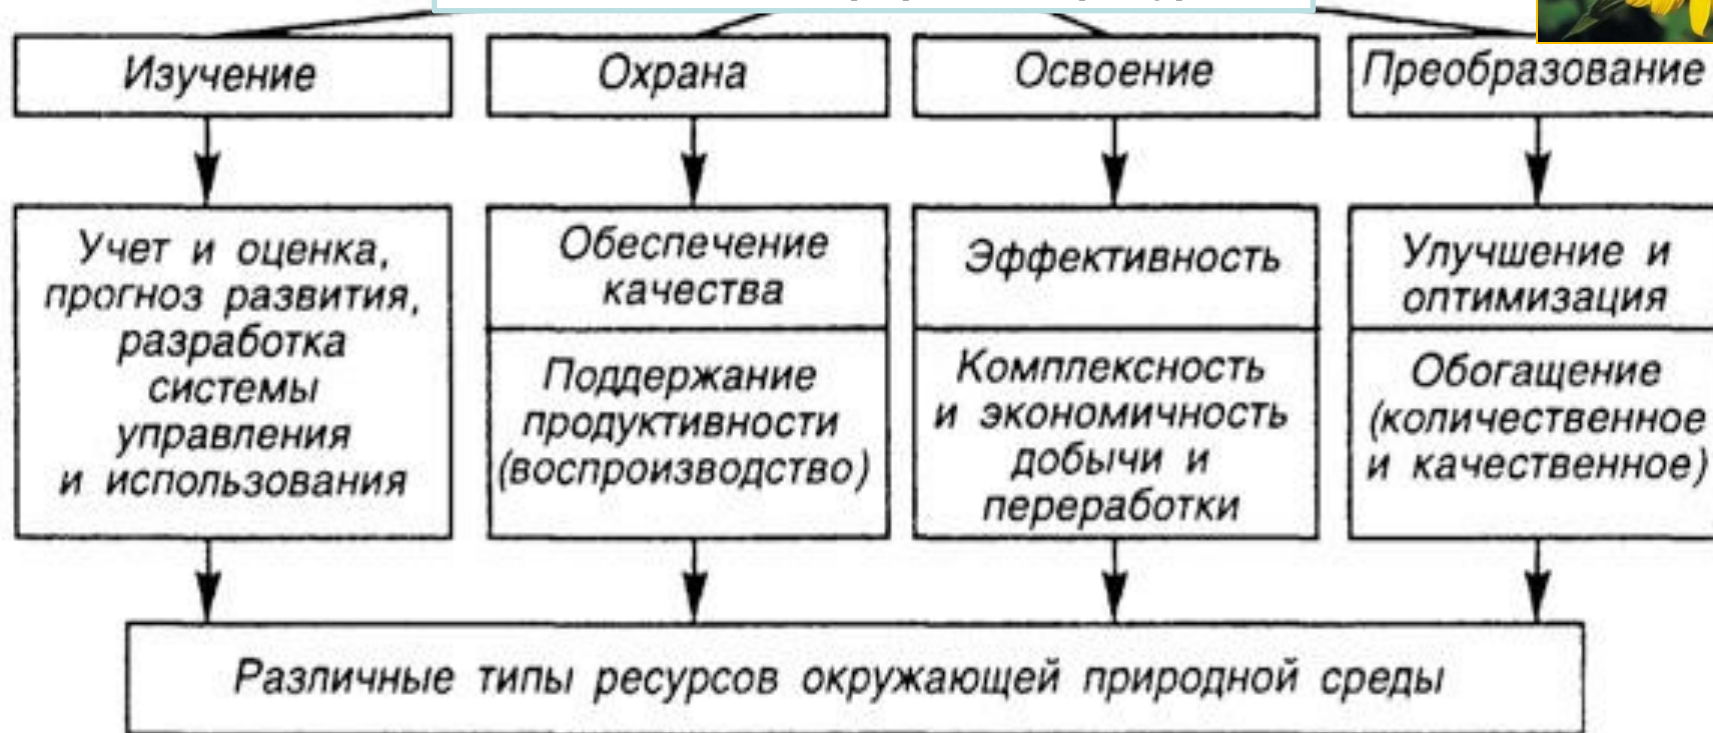 Изучение
Охрана
Освоение
Преобразование
Учет и оценка,
прогноз развития,
разработка
системы
управления
и использования
Обеспечение
качества
Поддержание
продуктивности
(воспроизводство)
Эффективность
Комплексность
и экономичность
добычи и
переработки
Улучшение и
оптимизация
Обогащение
(количественное
и качественное)
Различные типы ресурсов окружающей природной среды